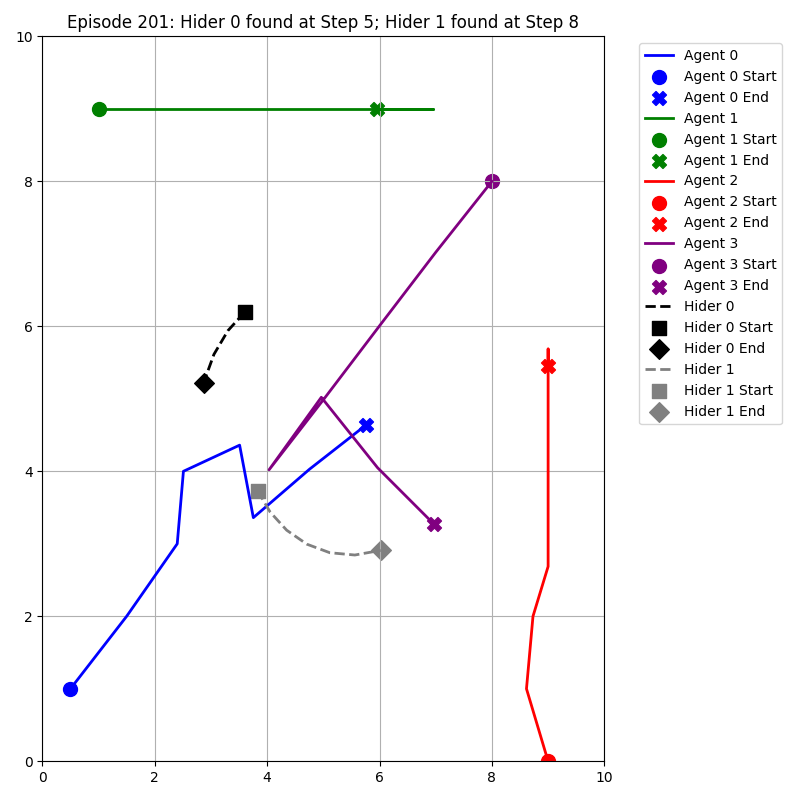 Episode 201: Hider 0 found at Step 5; Hider 1 found at Step 8
10
8
6
4
2
0
0 2 4 6 8 10
Agent 0
Agent 0 Start
Agent 0 End
Agent 1
Agent 1 Start
Agent 1 End
Agent 2
Agent 2 Start
Agent 2 End
Agent 3
Agent 3 Start
Agent 3 End
Hider 0
Hider 0 Start
Hider 0 End
Hider 1
Hider 1 Start
Hider 1 End